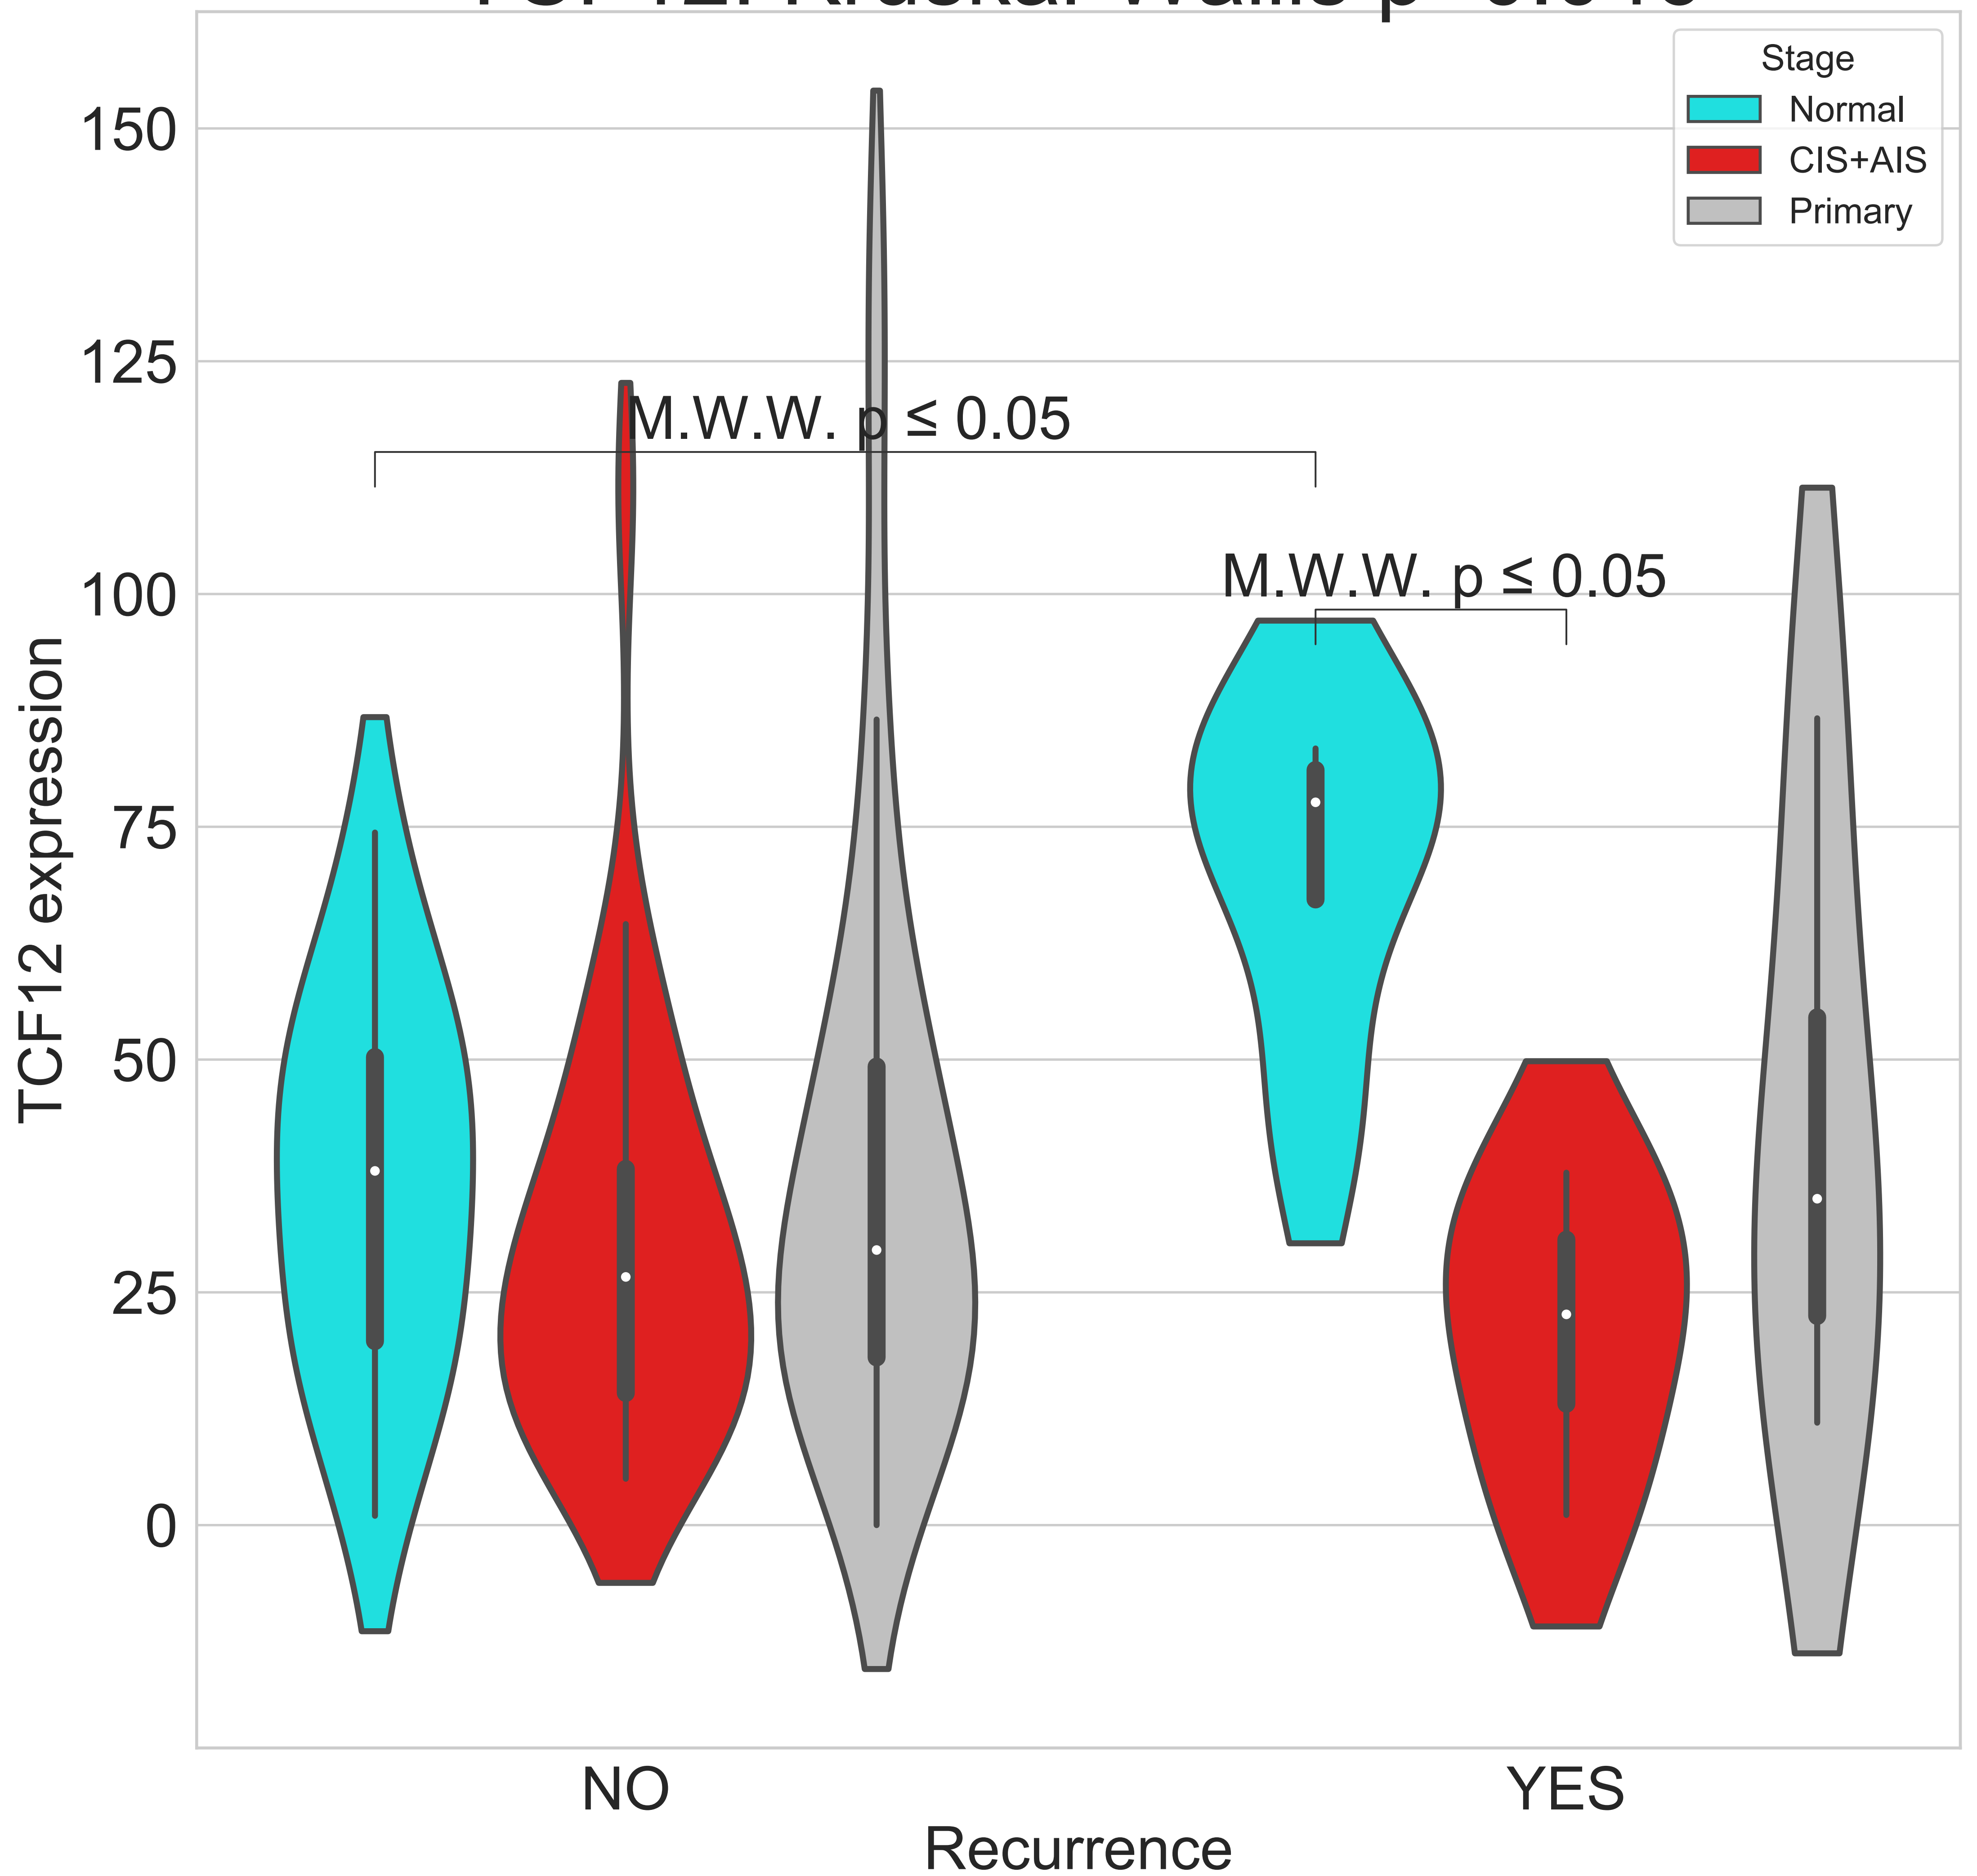 Stage
Normal
CIS+AIS
Primary
150
125
100
75
50
25
0
TCF12 expression
M.W.W. p ≤ 0.05
M.W.W. p ≤ 0.05
NO
YES
Recurrence